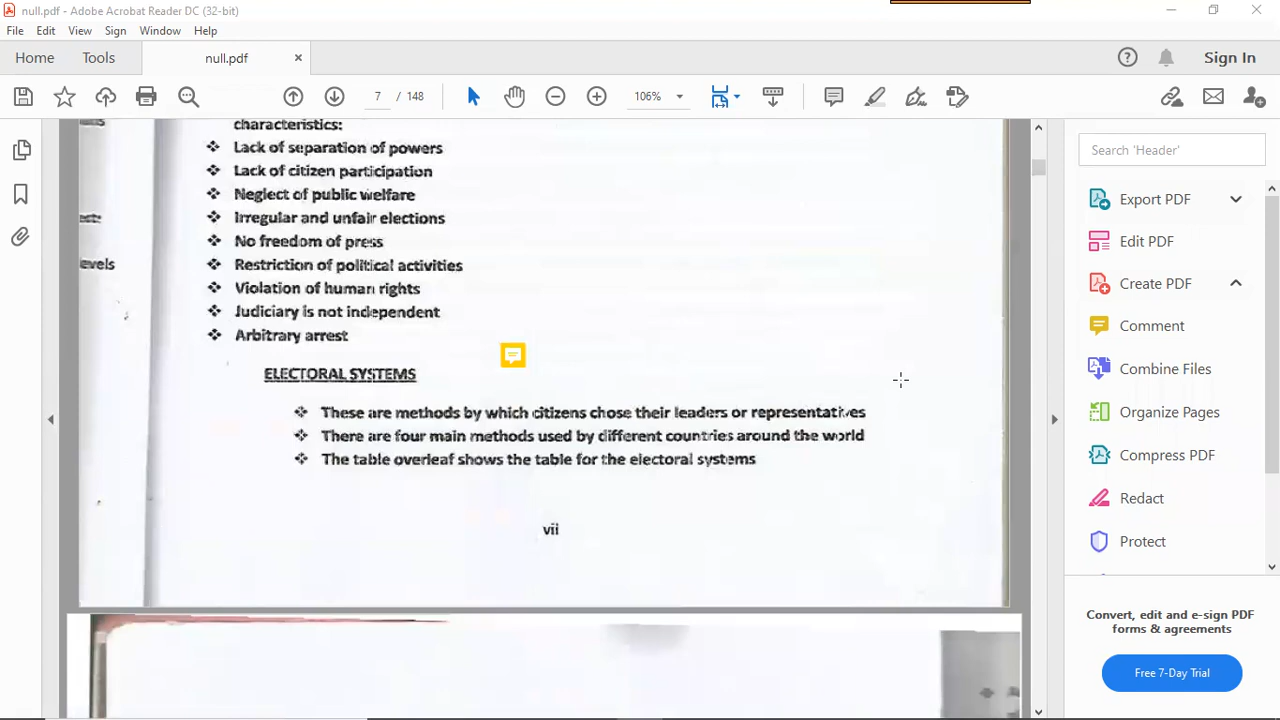 null.pdf - Adobe Acrobat Reader DC (32-bit)
File Edit View Sign Window Help
Home Tools null.pdf × Sign In
7 / 148 106%
characteristics:
❖ Lack of separation of powers
❖ Lack of citizen participation
❖ Neglect of public welfare
❖ Irregular and unfair elections
❖ No freedom of press
❖ Restriction of political activities
evels
❖ Violation of human rights
❖ Judiciary is not independent
❖ Arbitrary arrest
ELECTORAL SYSTEMS
❖ These are methods by which citizens chose their leaders or representatives
❖ There are four main methods used by different countries around the world
❖ The table overleaf shows the table for the electoral systems
vii
Search 'Header'
Export PDF
Edit PDF
Create PDF
Comment
Combine Files
Organize Pages
Compress PDF
Redact
Protect
Convert, edit and e-sign PDF
forms & agreements
Free 7-Day Trial